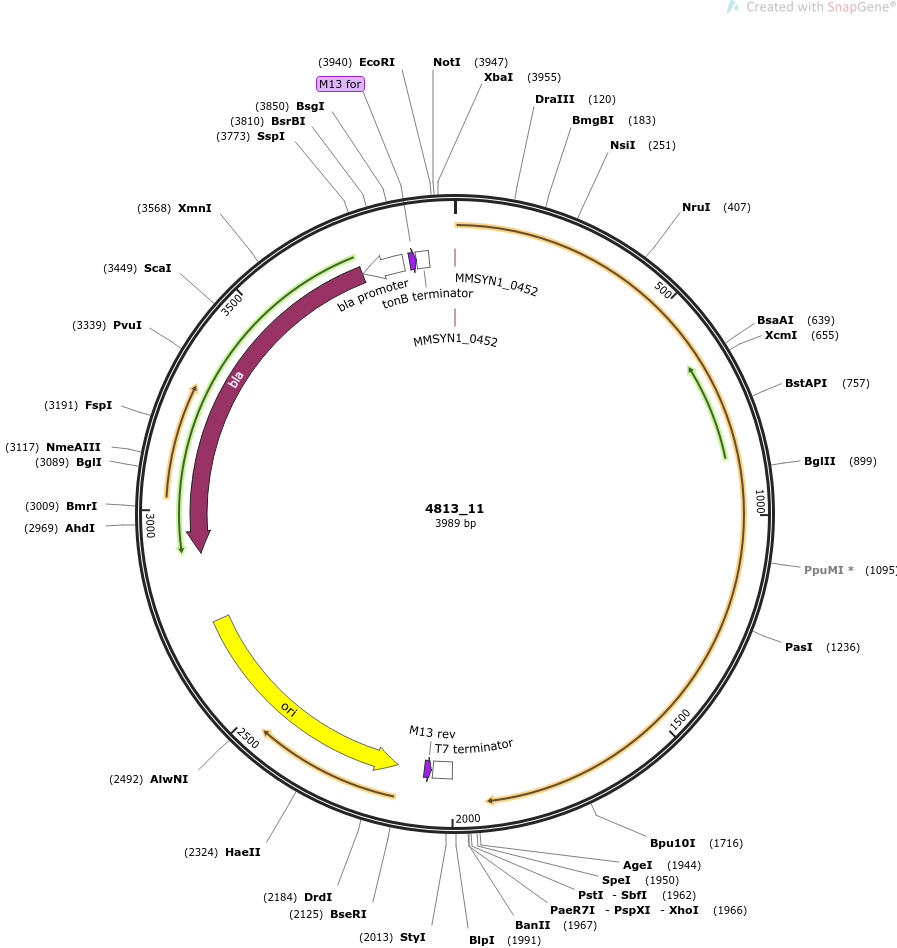 Created with SnapGene®
(3940) EcoRI
NotI (3947)
M13 for
XbaI (3955)
(3850) BsgI
DraIII (120)
(3810) BsrBI
BmgBI (183)
(3773) SspI
NsiI (251)
(3568) XmnI
NruI (407)
(3449) ScaI
(3339) PvuI
(3191) FspI
(3117) NmeAIII
(3089) BglI
(3009) BmrI
(2969) AhdI
BsaAI (639)
XcmI (655)
BstAPI (757)
BglII (899)
PpuMI * (1095)
PasI (1236)
500
1000
1500
2000
2500
3000
3500
MMSYN1_0452
MMSYN1_0452
bla promoter
tonB terminator
bla
4813_11
3989 bp
ori
M13 rev
T7 terminator
(2492) AlwNI
(2324) HaeII
(2184) DrdI
(2125) BseRI
(2013) StyI
Bpu10I (1716)
AgeI (1944)
SpeI (1950)
PstI - SbfI (1962)
PaeR7I - PspXI - XhoI (1966)
BanII (1967)
BlpI (1991)